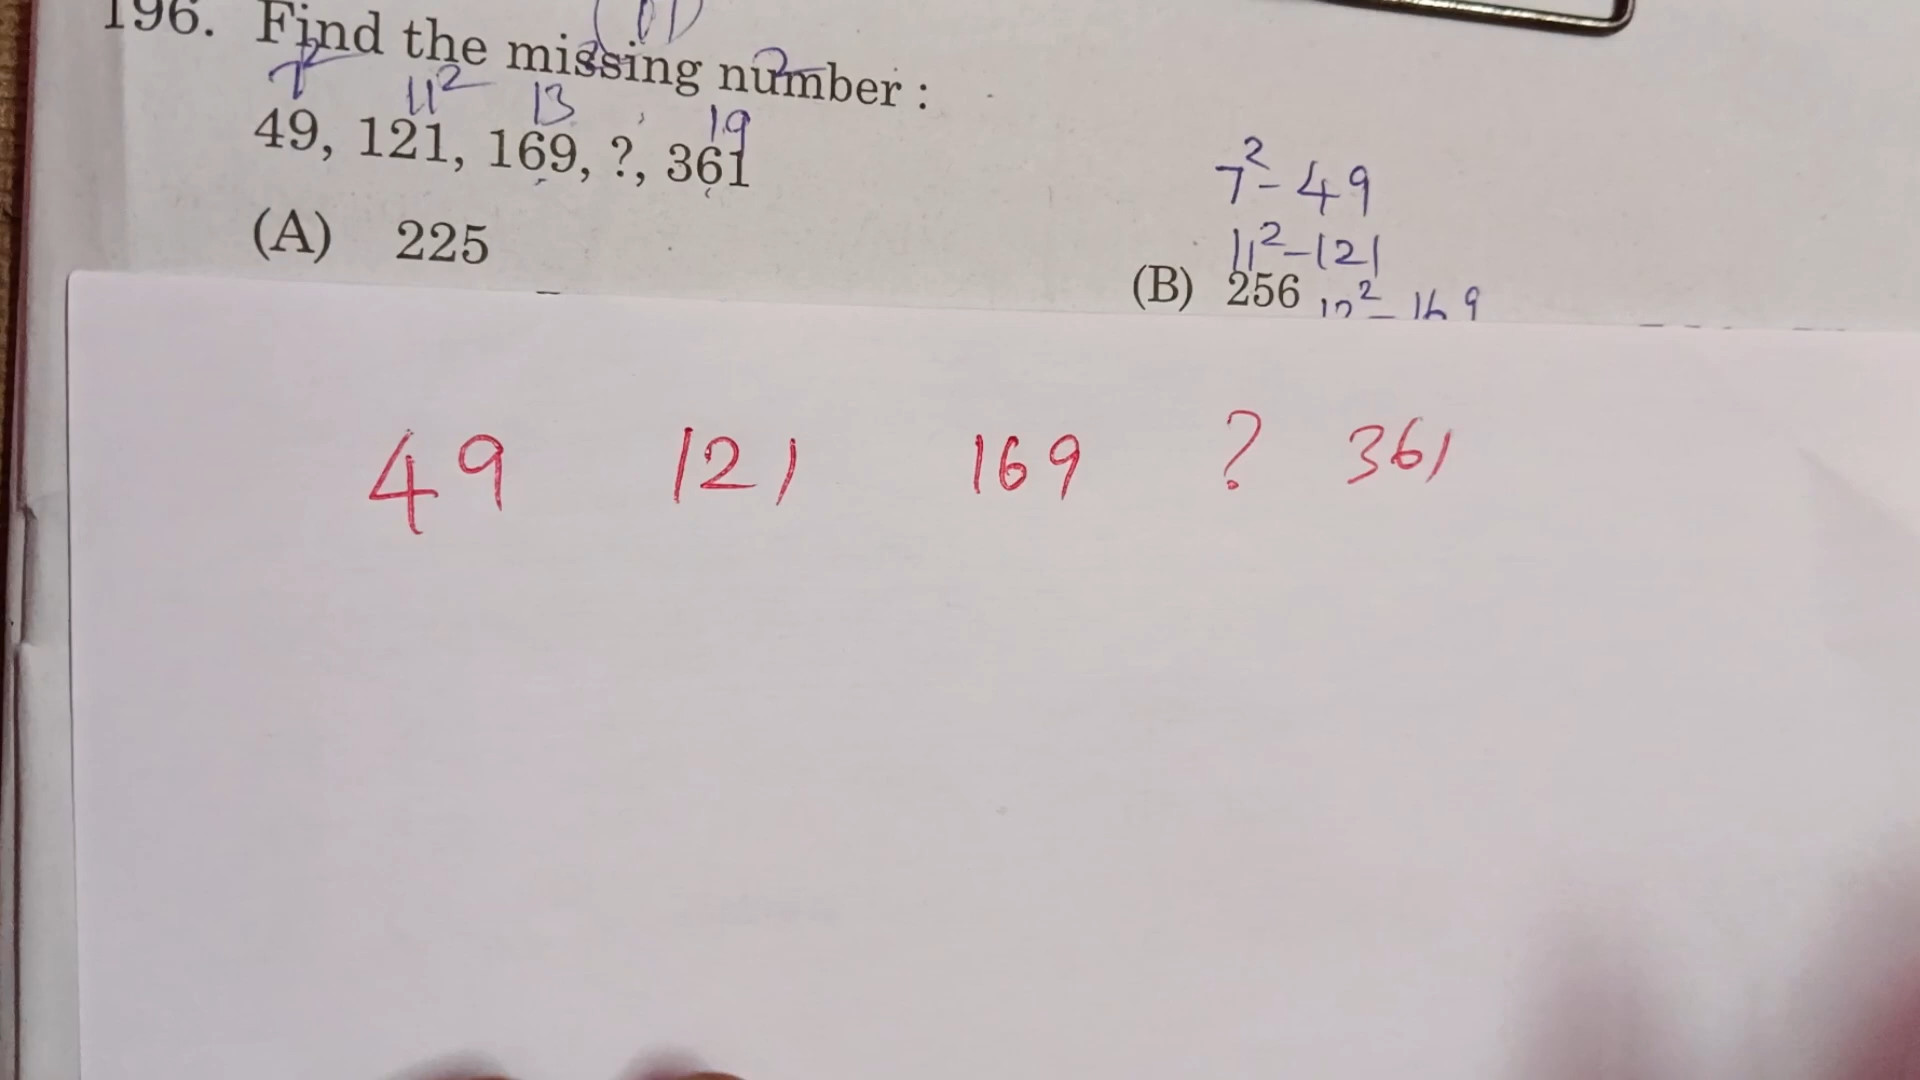 196. Find the missing number :
7² 11² 13 19
49, 121, 169, ?, 361
(A) 225
7² - 49
11² - 121
(B) 256
169
49 121 169 ? 361